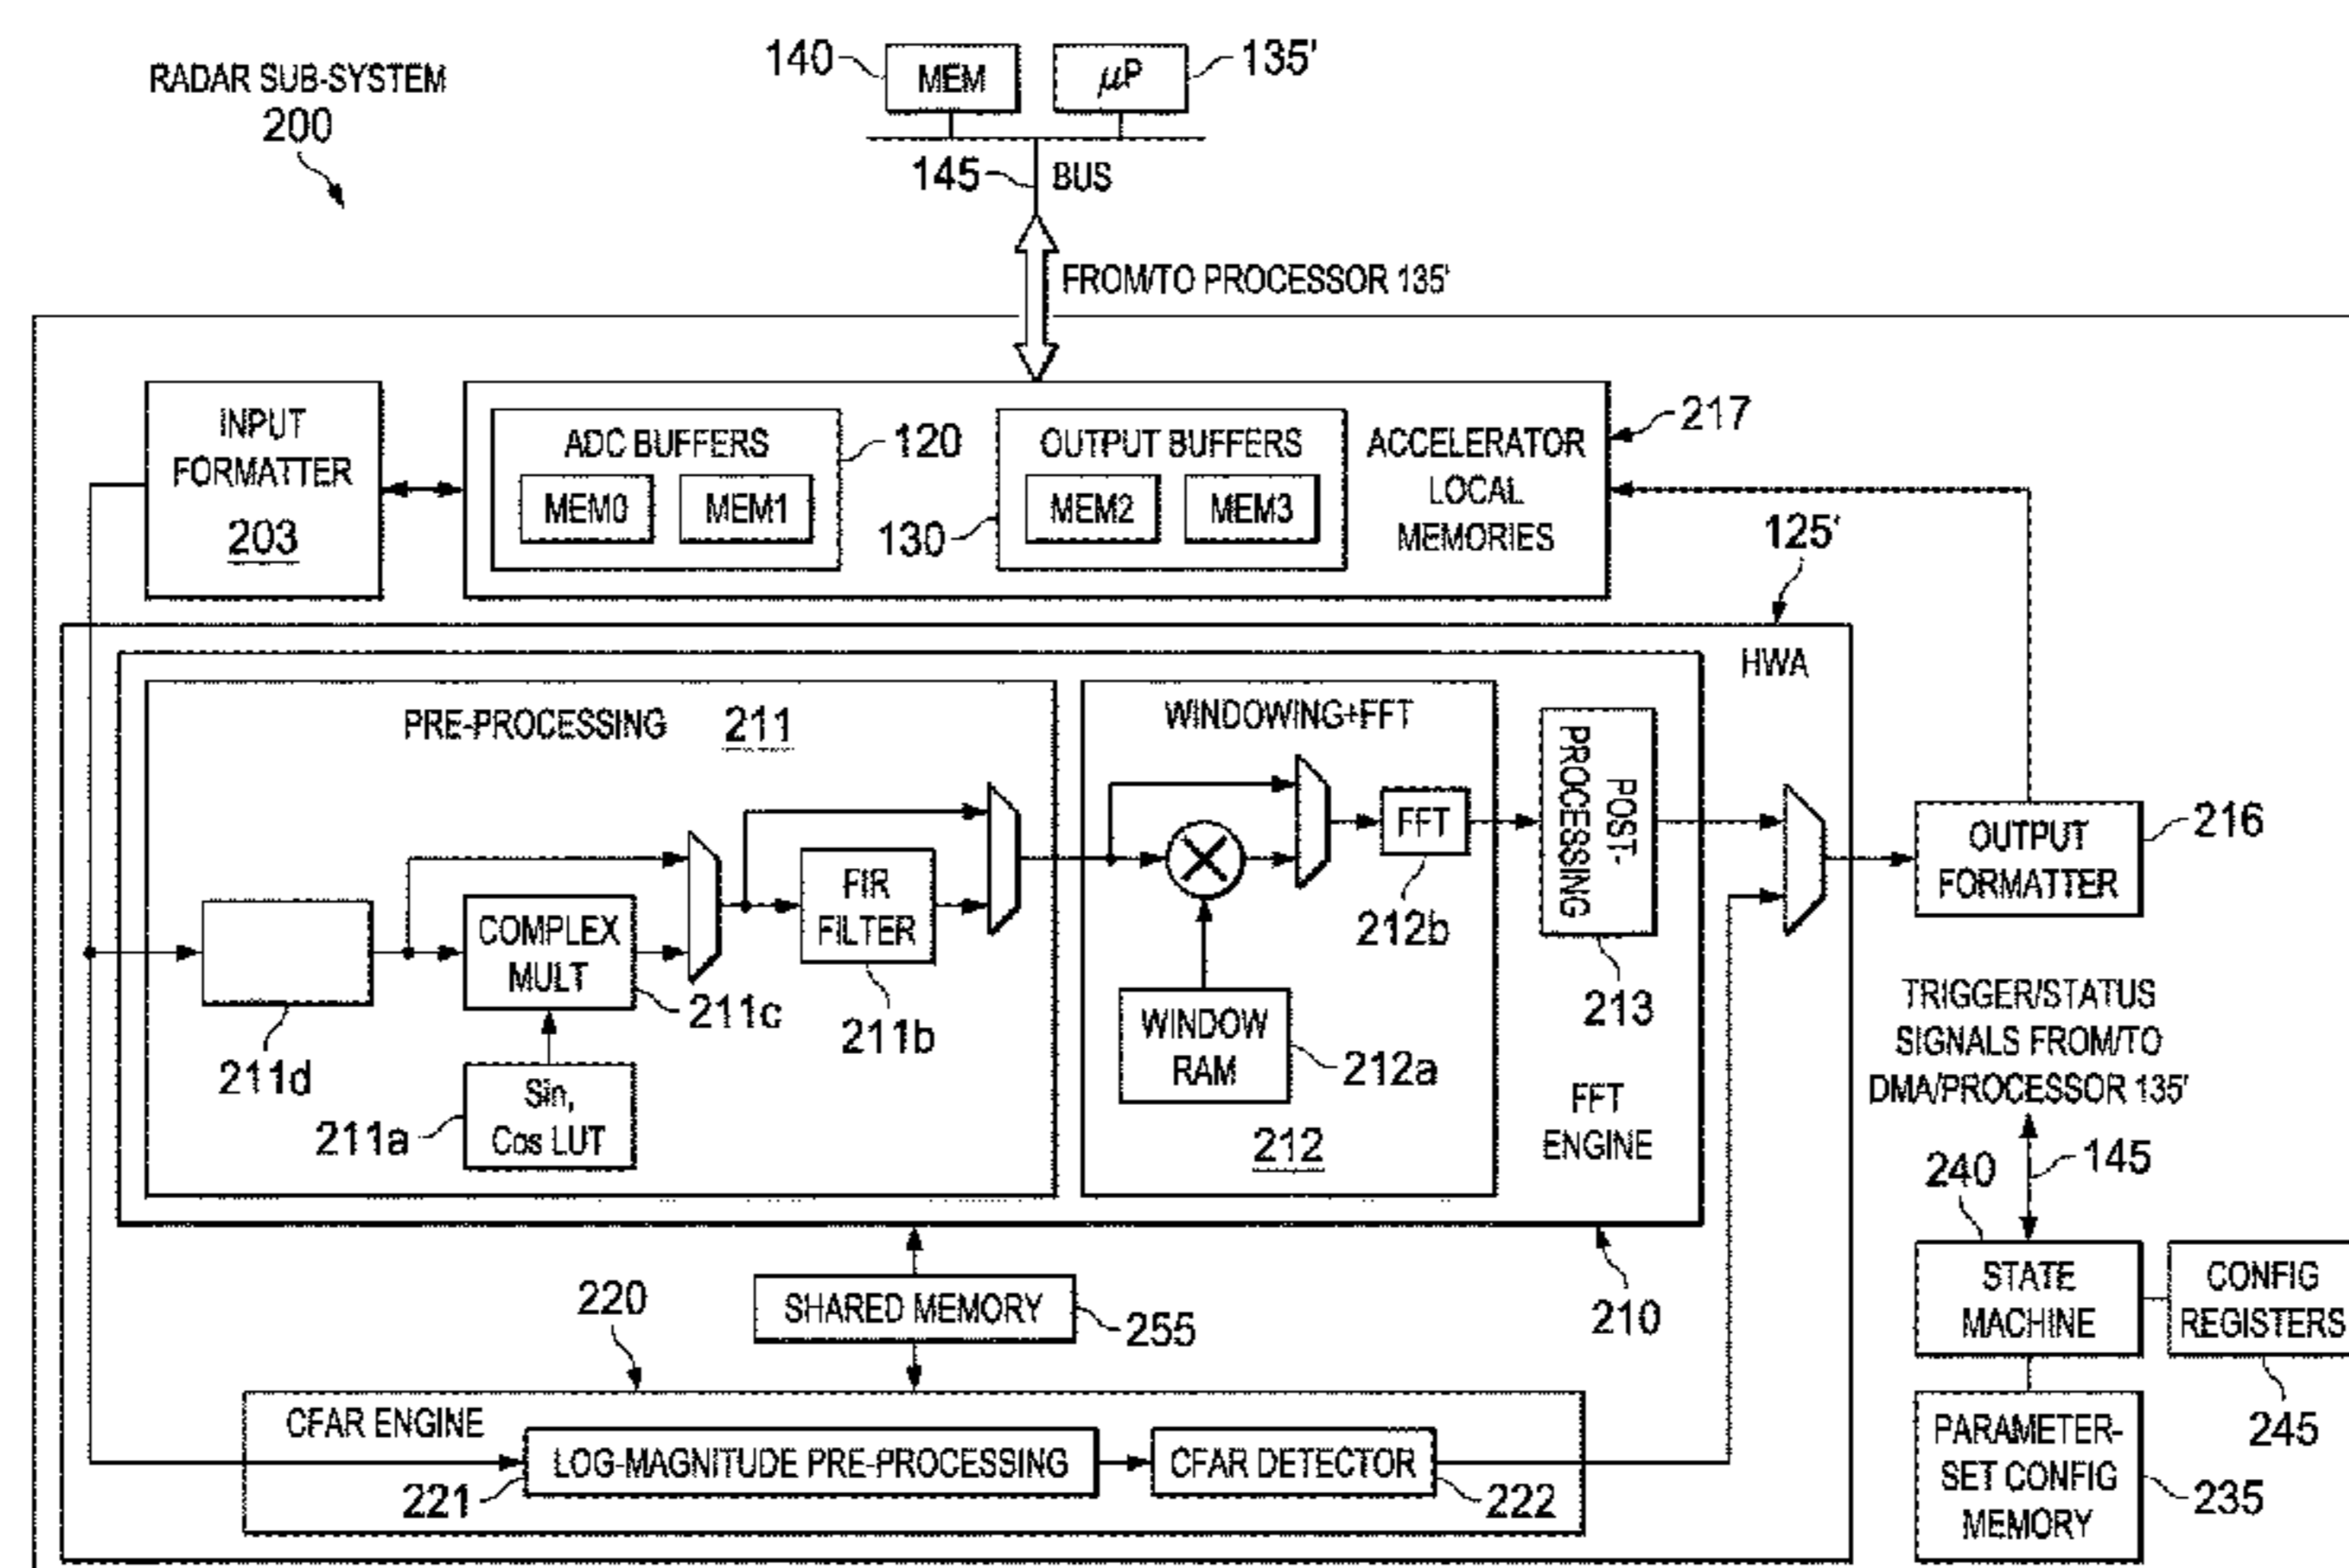 RADAR SUB-SYSTEM
200
140
MEM
μP
135'
145
BUS
FROM/TO PROCESSOR 135'
INPUT
FORMATTER
203
ADC BUFFERS
MEM0
MEM1
120
OUTPUT BUFFERS
MEM2
MEM3
130
ACCELERATOR
LOCAL
MEMORIES
217
125'
HWA
PRE-PROCESSING
211
WINDOWING+FFT
POST-
PROCESSING
213
COMPLEX
MULT
211c
FIR
FILTER
211b
FFT
212b
211d
Sin,
Cos LUT
211a
WINDOW
RAM
212a
212
FFT
ENGINE
210
OUTPUT
FORMATTER
216
TRIGGER/STATUS
SIGNALS FROM/TO
DMA/PROCESSOR 135'
145
240
STATE
MACHINE
CONFIG
REGISTERS
245
PARAMETER-
SET CONFIG
MEMORY
235
SHARED MEMORY
255
220
CFAR ENGINE
LOG-MAGNITUDE PRE-PROCESSING
221
CFAR DETECTOR
222